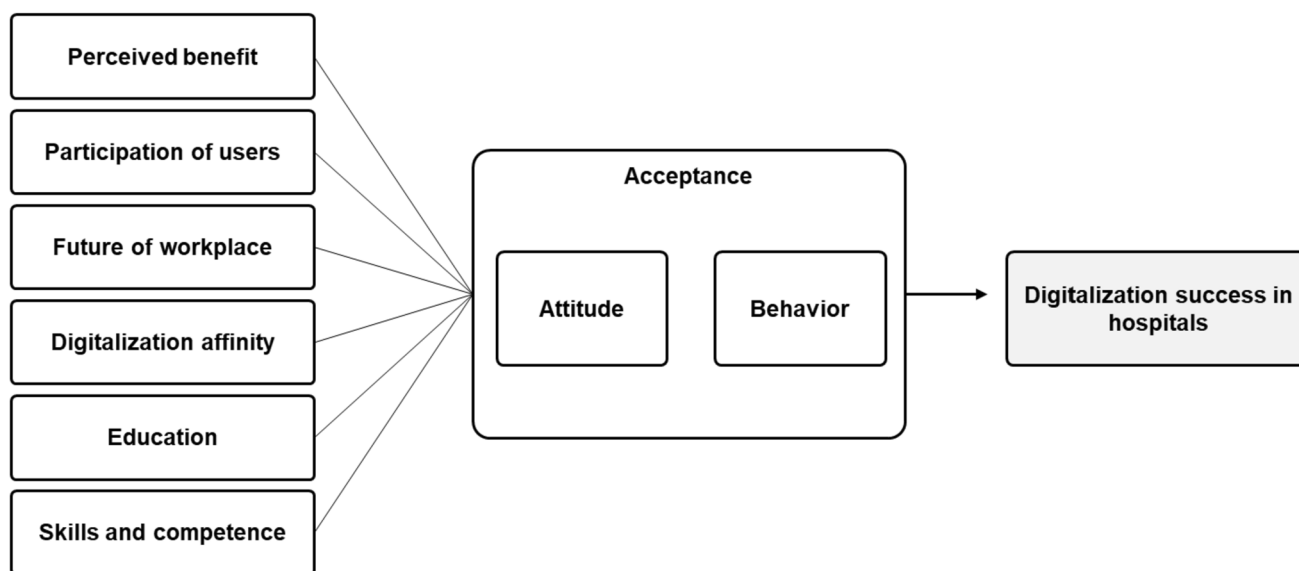 Perceived benefit
Participation of users
Future of workplace
Digitalization affinity
Education
Skills and competence
Acceptance
Attitude
Behavior
Digitalization success in
hospitals